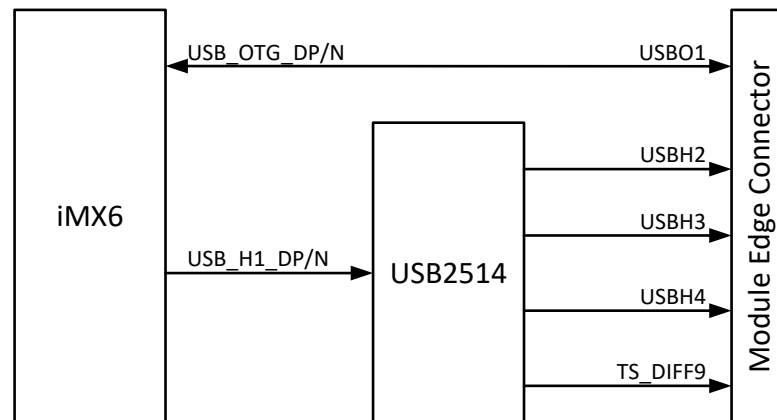 USB_OTG_DP/N
USBO1
USBH2
iMX6
USBH3
USB_H1_DP/N
USB2514
USBH4
TS_DIFF9
Module Edge Connector